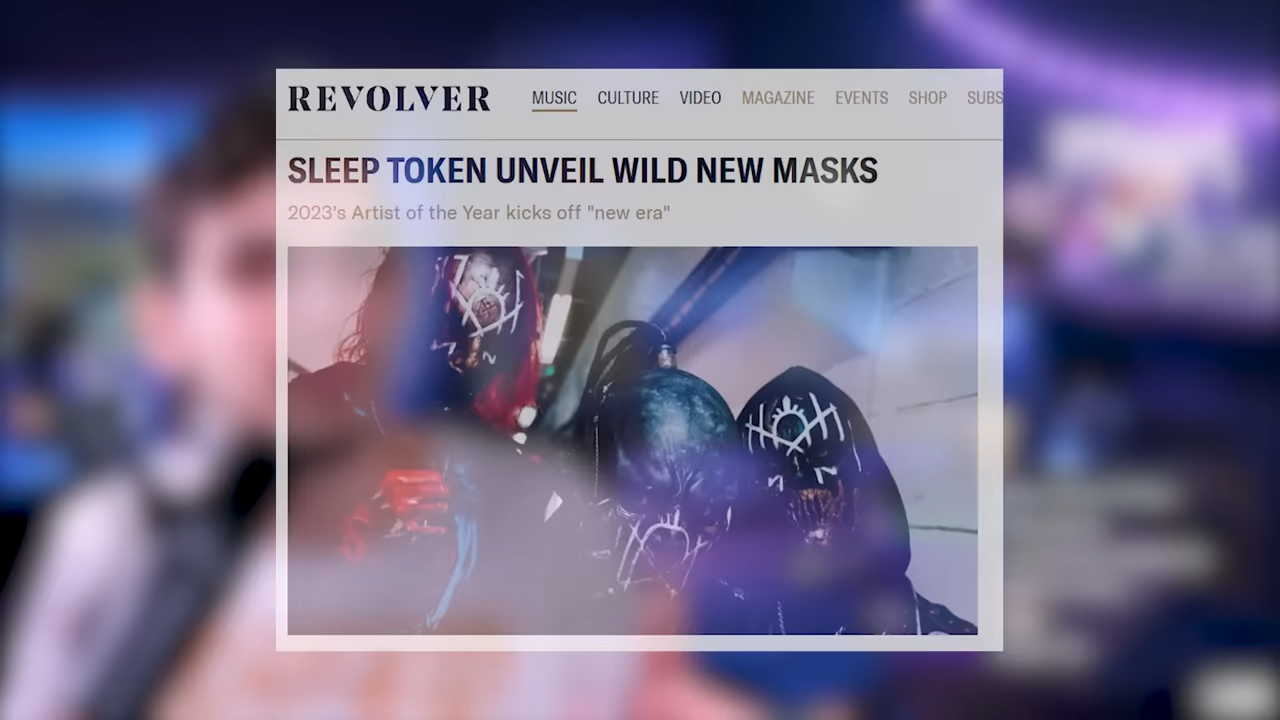 REVOLVER MUSIC CULTURE VIDEO MAGAZINE EVENTS SHOP SUBS
SLEEP TOKEN UNVEIL WILD NEW MASKS
2023's Artist of the Year kicks off "new era"